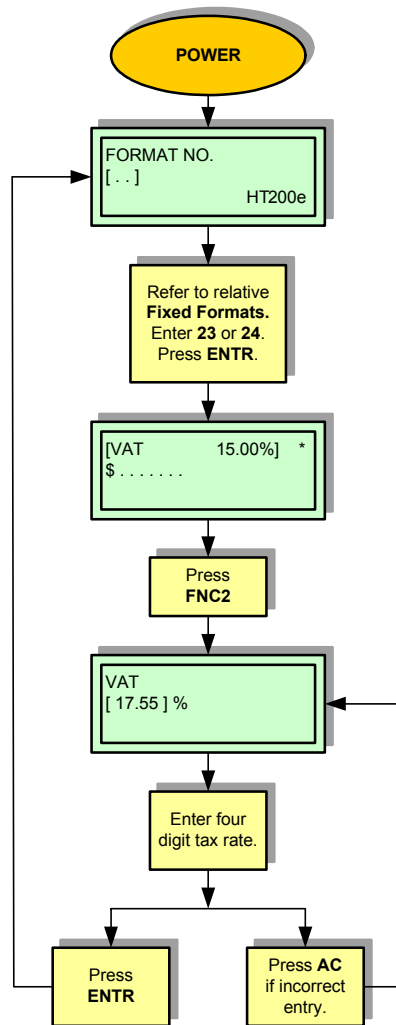 POWER
FORMAT NO.
[ . . ]
HT200e
Refer to relative
Fixed Formats.
Enter 23 or 24.
Press ENTR.
[VAT 15.00%] *
$ . . . . . . .
Press
FNC2
VAT
[ 17.55 ] %
Enter four
digit tax rate.
Press
ENTR
Press AC
if incorrect
entry.